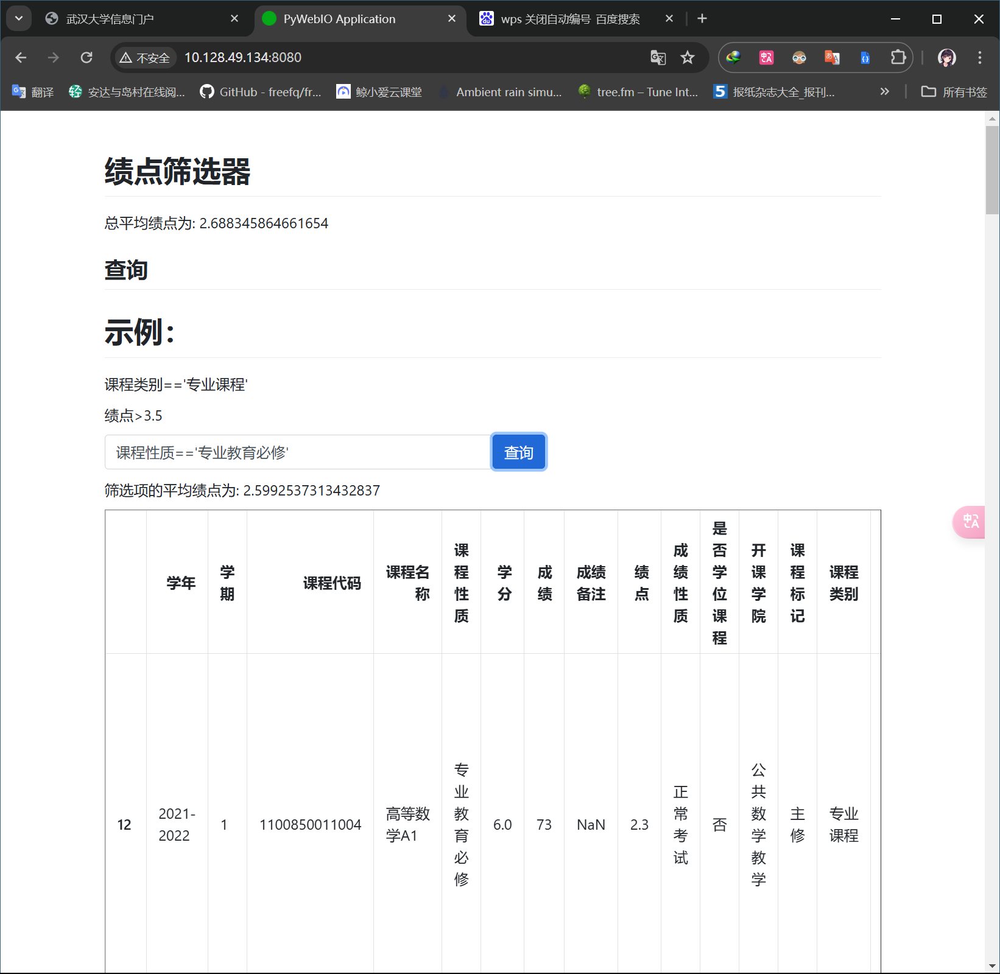 武汉大学信息门户
PyWebIO Application
wps 关闭自动编号 百度搜索
不安全
10.128.49.134:8080
翻译
安达与岛村在线阅...
GitHub - freefq/fr...
鲸小爱云课堂
Ambient rain simu...
tree.fm – Tune Int...
报纸杂志大全_报刊...
所有书签
绩点筛选器
总平均绩点为: 2.688345864661654
查询
示例：
课程类别=='专业课程'
绩点>3.5
课程性质=='专业教育必修'
查询
筛选项的平均绩点为: 2.5992537313432837
学年
学期
课程代码
课程名称
课程性质
学分
成绩
成绩备注
绩点
成绩性质
是否学位课程
开课学院
课程标记
课程类别
12
2021-2022
1
1100850011004
高等数学A1
专业教育必修
6.0
73
NaN
2.3
正常考试
否
公共数学教学
主修
专业课程